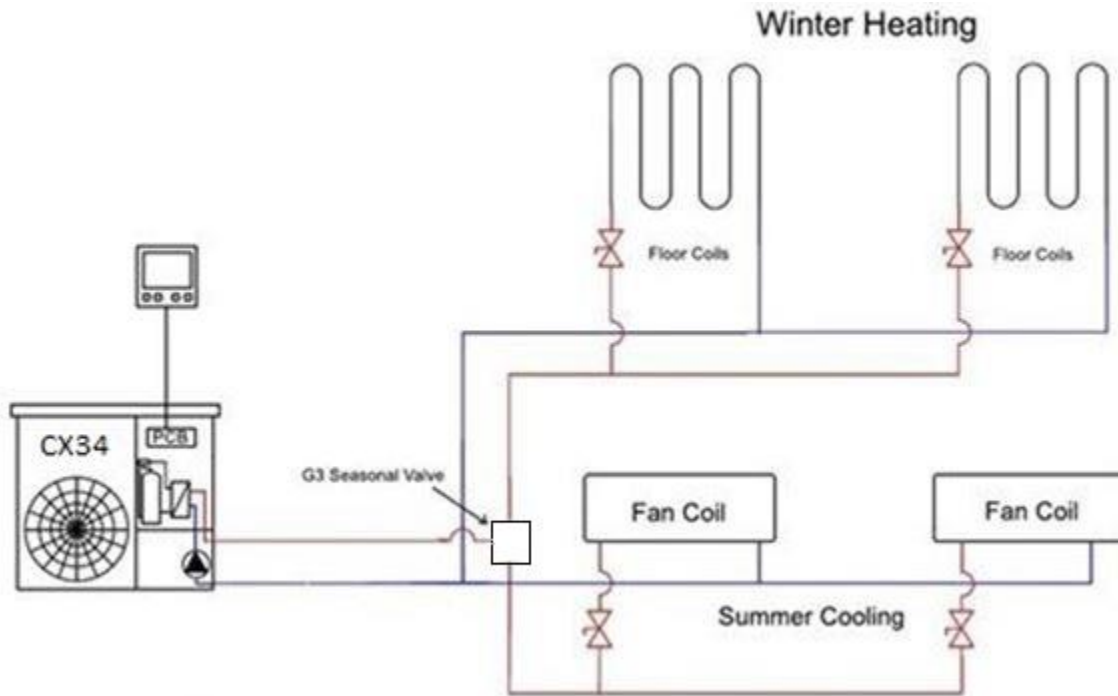 Winter Heating
Floor Coils
Floor Coils
PCB
CX34
G3 Seasonal Valve
Fan Coil
Fan Coil
Summer Cooling